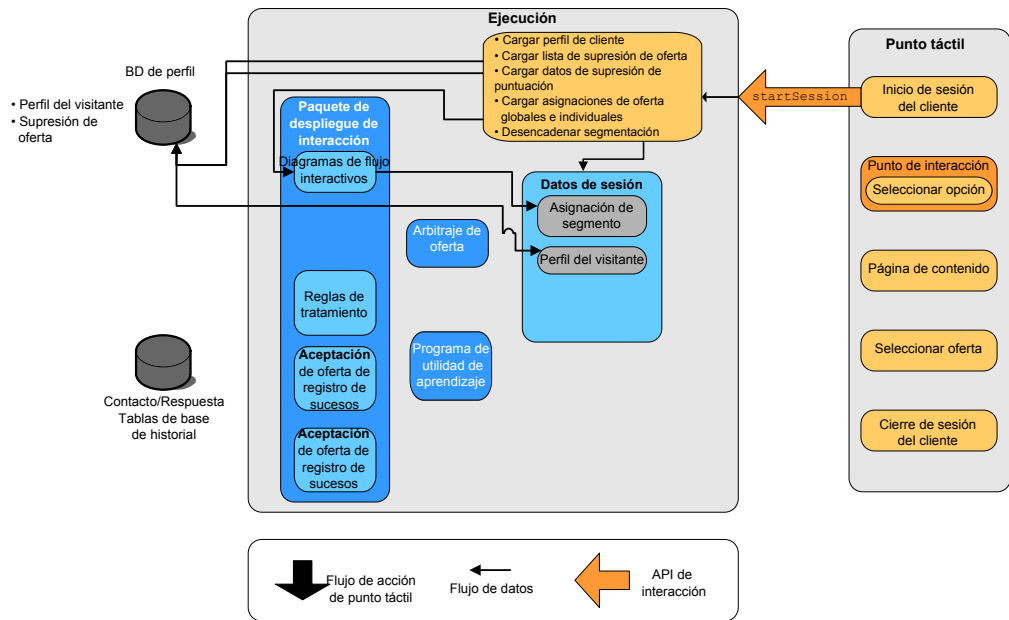 Ejecución
• Cargar perfil de cliente
• Cargar lista de supresión de oferta
• Cargar datos de supresión de
puntuación
• Cargar asignaciones de oferta
globales e individuales
• Desencadenar segmentación
Punto táctil
startSession
Inicio de sesión
del cliente
Punto de interacción
Seleccionar opción
Página de contenido
Seleccionar oferta
Cierre de sesión
del cliente
BD de perfil
• Perfil del visitante
• Supresión de
oferta
Paquete de
despliegue de
interacción
Diagramas de flujo
interactivos
Datos de sesión
Asignación de
segmento
Perfil del visitante
Arbitraje de
oferta
Reglas de
tratamiento
Programa de
utilidad de
aprendizaje
Aceptación
de oferta de
registro de
sucesos
Aceptación
de oferta de
registro de
sucesos
Contacto/Respuesta
Tablas de base
de historial
Flujo de acción
de punto táctil
Flujo de datos
API de
interacción